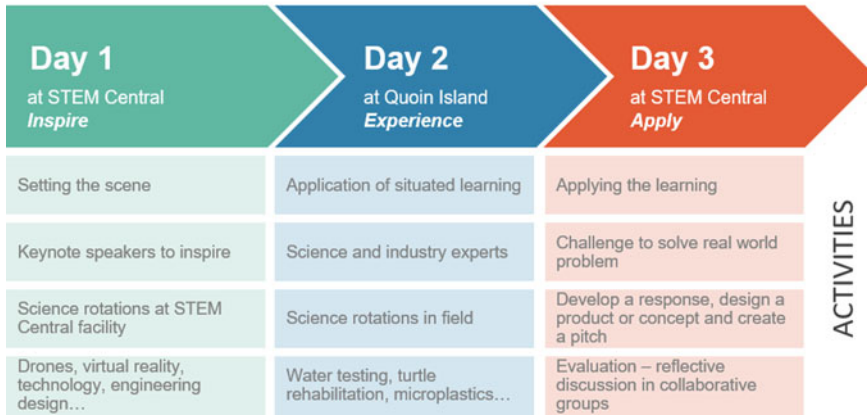 Day 1
at STEM Central
Inspire
Day 2
at Quoin Island
Experience
Day 3
at STEM Central
Apply
Setting the scene
Application of situated learning
Applying the learning
Keynote speakers to inspire
Science and industry experts
Challenge to solve real world
problem
Science rotations at STEM
Central facility
Science rotations in field
Develop a response, design a
product or concept and create
a pitch
Drones, virtual reality,
technology, engineering
design…
Water testing, turtle
rehabilitation, microplastics…
Evaluation – reflective
discussion in collaborative
groups
ACTIVITIES